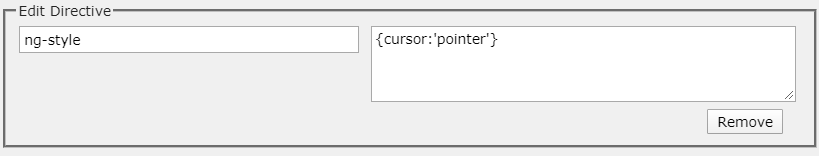 Edit Directive
ng-style
{cursor:'pointer'}
Remove